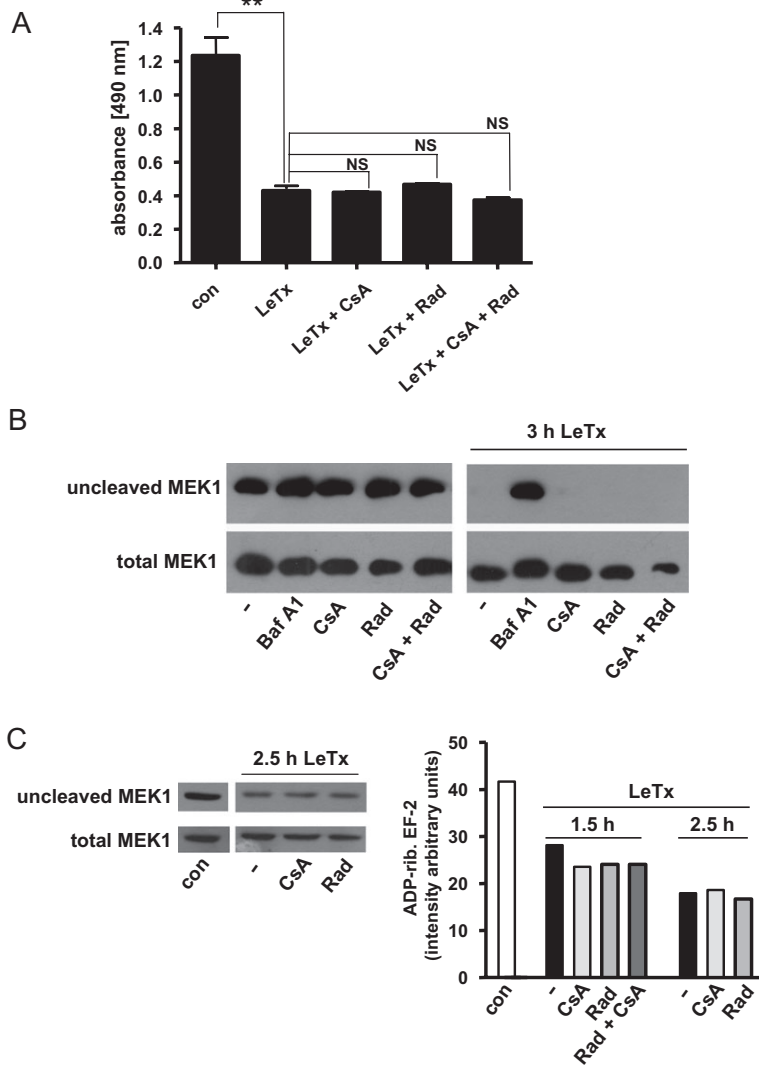 A
**
absorbance [490 nm]
1.4
1.2
1.0
0.8
0.6
0.4
0.2
0.0
NS
NS
NS
con
LeTx
LeTx + CsA
LeTx + Rad
LeTx + CsA + Rad
B
3 h LeTx
uncleaved MEK1
total MEK1
-
Baf A1
CsA
Rad
CsA + Rad
-
Baf A1
CsA
Rad
CsA + Rad
C
2.5 h LeTx
uncleaved MEK1
total MEK1
con
-
CsA
Rad
ADP-rib. EF-2
(intensity arbitrary units)
50
40
30
20
10
0
LeTx
1.5 h
2.5 h
con
-
CsA
Rad
Rad + CsA
-
CsA
Rad